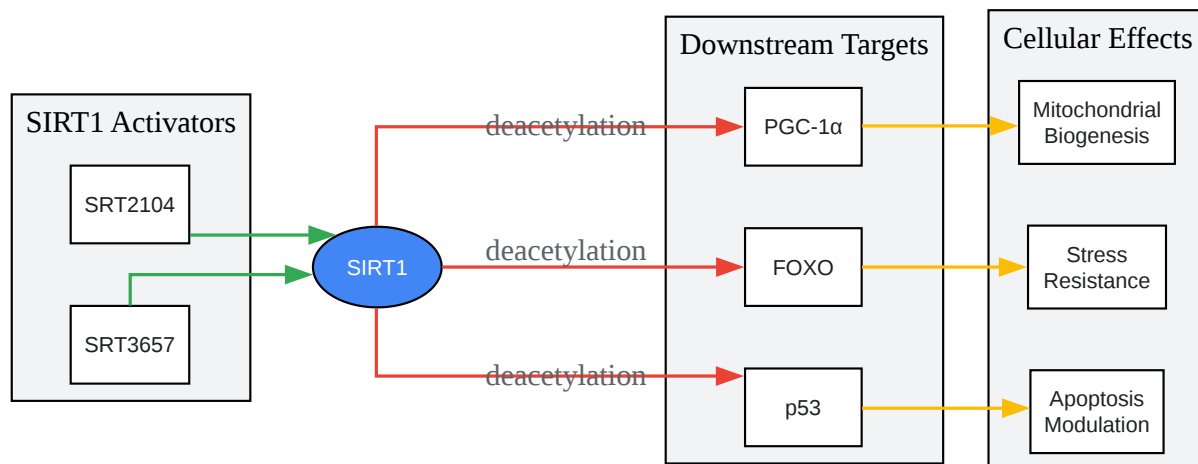 SIRT1 Activators
SRT2104
SRT3657
SIRT1
deacetylation
deacetylation
deacetylation
Downstream Targets
PGC-1α
FOXO
p53
Cellular Effects
Mitochondrial
Biogenesis
Stress
Resistance
Apoptosis
Modulation